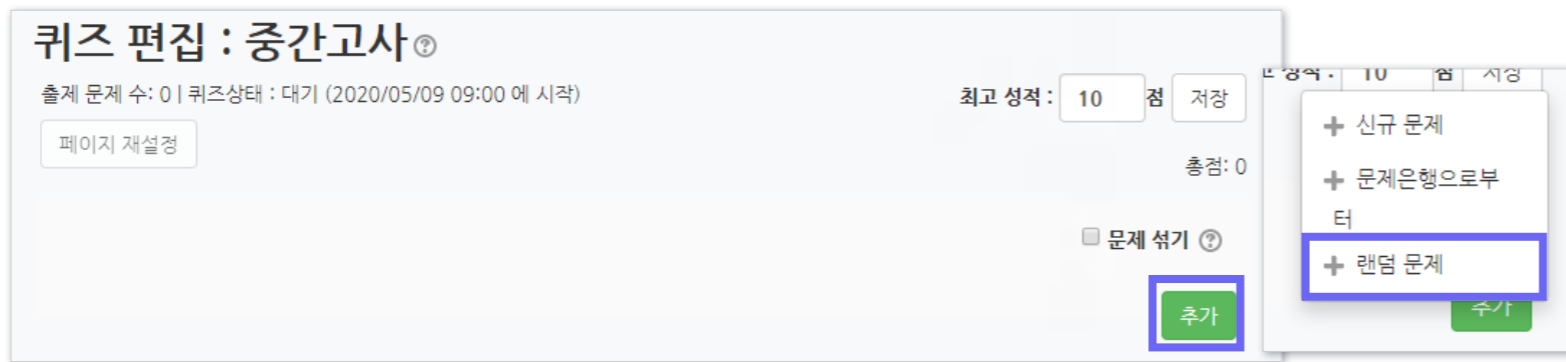 퀴즈 편집 : 중간고사
출제 문제 수: 0 | 퀴즈상태 : 대기 (2020/05/09 09:00 에 시작)
최고 성적 : 10 점 저장
페이지 재설정
총점: 0
문제 섞기
추가
10 점 저장
+ 신규 문제
+ 문제은행으로부
터
+ 랜덤 문제
추가